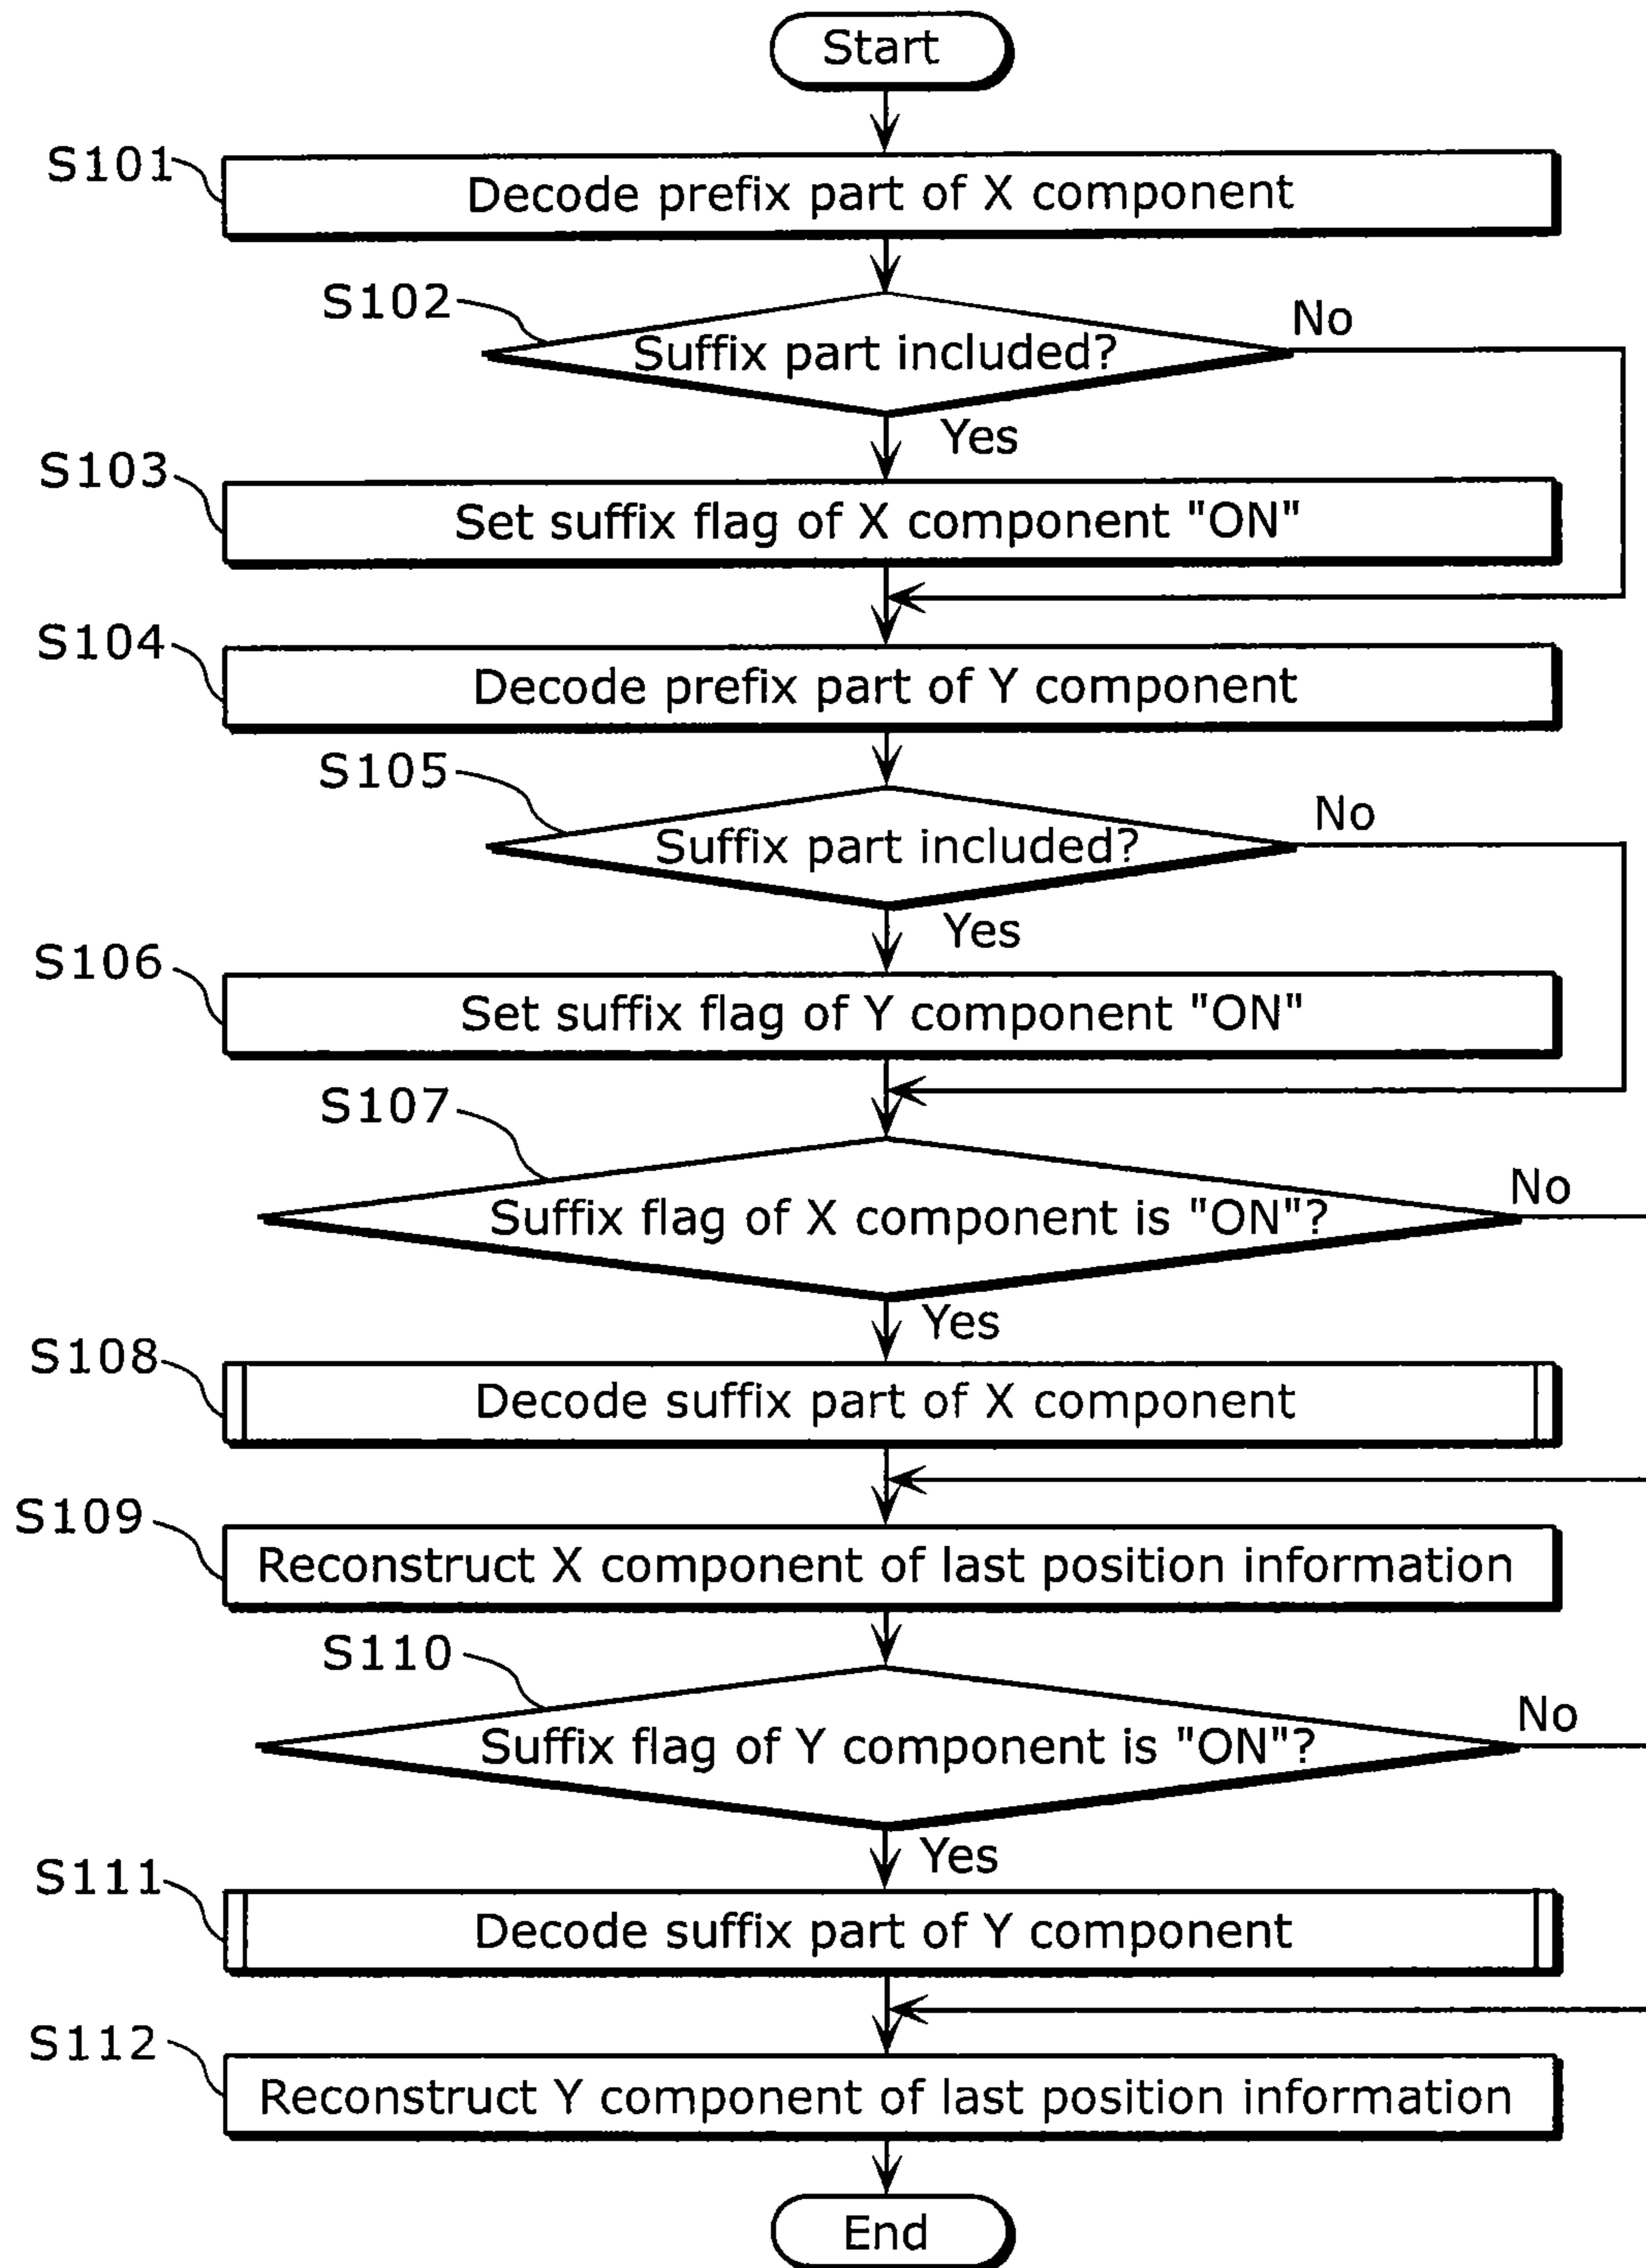 Start
S101
Decode prefix part of X component
S102
Suffix part included?
No
Yes
S103
Set suffix flag of X component "ON"
S104
Decode prefix part of Y component
S105
Suffix part included?
No
Yes
S106
Set suffix flag of Y component "ON"
S107
Suffix flag of X component is "ON"?
No
Yes
S108
Decode suffix part of X component
S109
Reconstruct X component of last position information
S110
Suffix flag of Y component is "ON"?
No
Yes
S111
Decode suffix part of Y component
S112
Reconstruct Y component of last position information
End